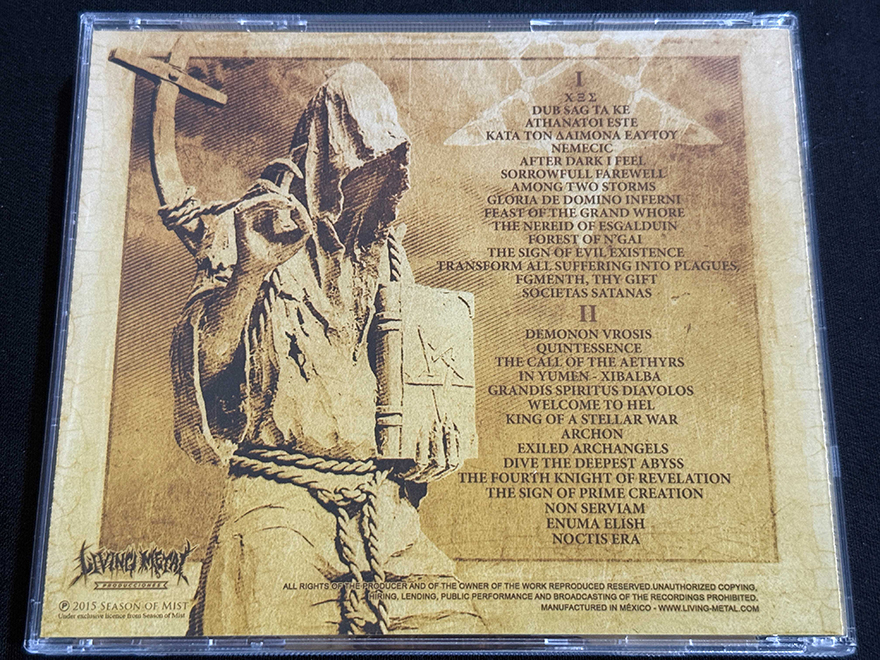 I
Χ Ξ Σ
DUB SAG TA KE
ATHANATOI ESTE
ΚΑΤΑ ΤΟΝ ΔΑΙΜΟΝΑ ΕΑΥΤΟΥ
NEMECIC
AFTER DARK I FEEL
SORROWFULL FAREWELL
AMONG TWO STORMS
GLORIA DE DOMINO INFERNI
FEAST OF THE GRAND WHORE
THE NEREID OF ESGALDUIN
FOREST OF N'GAI
THE SIGN OF EVIL EXISTENCE
TRANSFORM ALL SUFFERING INTO PLAGUES,
FGMENTH, THY GIFT
SOCIETAS SATANAS
II
DEMONON VROSIS
QUINTESSENCE
THE CALL OF THE AETHYRS
IN YUMEN - XIBALBA
GRANDIS SPIRITUS DIAVOLOS
WELCOME TO HEL
KING OF A STELLAR WAR
ARCHON
EXILED ARCHANGELS
DIVE THE DEEPEST ABYSS
THE FOURTH KNIGHT OF REVELATION
THE SIGN OF PRIME CREATION
NON SERVIAM
ENUMA ELISH
NOCTIS ERA
LIVING METAL
PRODUCCIONES
℗ 2015 SEASON OF MIST
Under exclusive licence from Season of Mist
ALL RIGHTS OF THE PRODUCER AND OF THE OWNER OF THE WORK REPRODUCED RESERVED.UNAUTHORIZED COPYING,
HIRING, LENDING, PUBLIC PERFORMANCE AND BROADCASTING OF THE RECORDINGS PROHIBITED.
MANUFACTURED IN MÉXICO - WWW.LIVING-METAL.COM